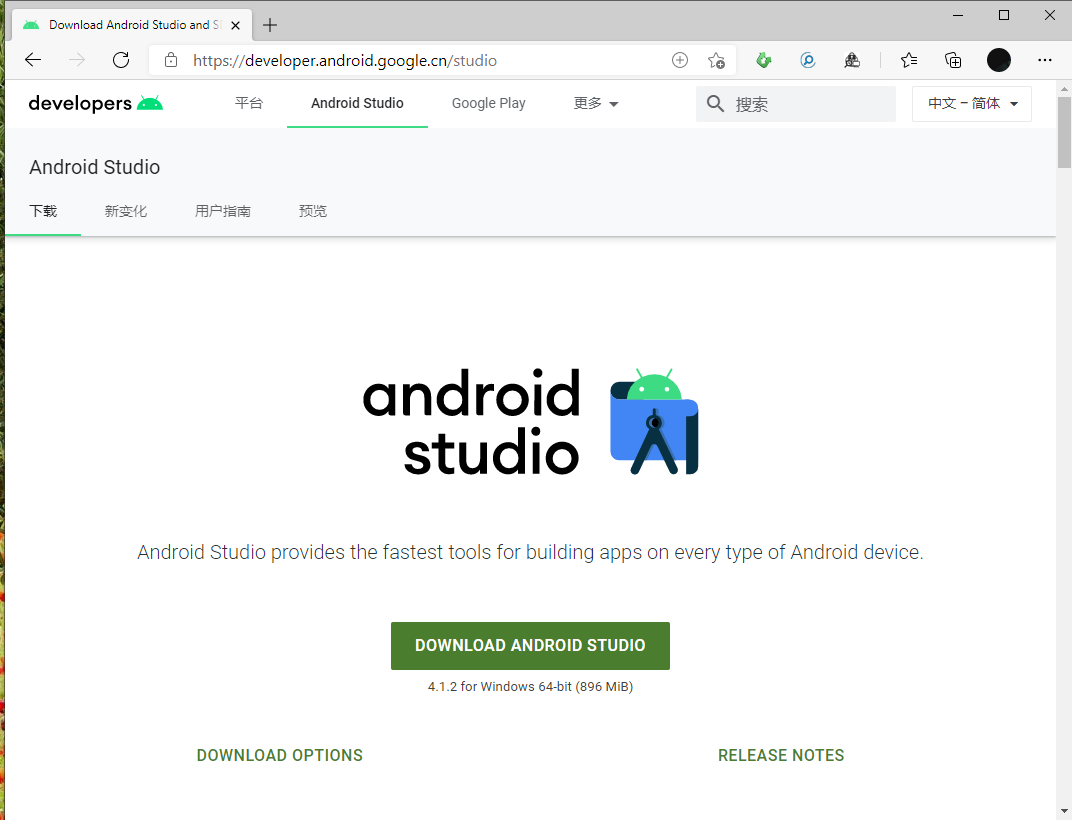 Download Android Studio and S
https://developer.android.google.cn/studio
developers 平台 Android Studio Google Play 更多 搜索 中文 – 简体
Android Studio
下载 新变化 用户指南 预览
android
studio
Android Studio provides the fastest tools for building apps on every type of Android device.
DOWNLOAD ANDROID STUDIO
4.1.2 for Windows 64-bit (896 MiB)
DOWNLOAD OPTIONS RELEASE NOTES